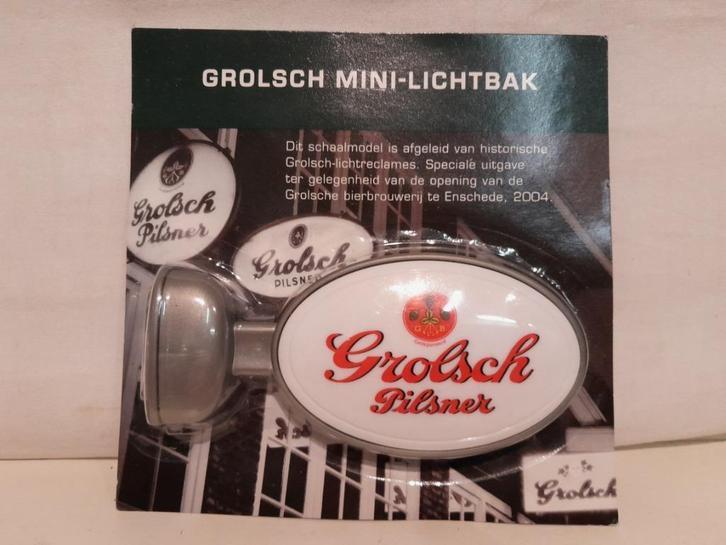 GROLSCH MINI-LICHTBAK
Dit schaalmodel is afgeleid van historische
Grolsch-lichtreclames. Speciale uitgave
ter gelegenheid van de opening van de
Grolsche bierbrouwerij te Enschede, 2004.
Grolsch
Pilsner
Grolsch
PILSNER
G B
Grolsch
Pilsner
Grolsch